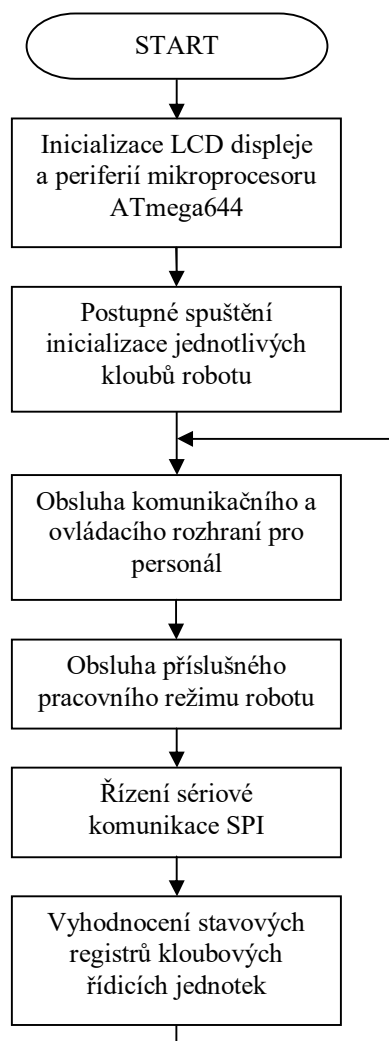 START
Inicializace LCD displeje
a periferií mikroprocesoru
ATmega644
Postupné spuštění
inicializace jednotlivých
kloubů robotu
Obsluha komunikačního a
ovládacího rozhraní pro
personál
Obsluha příslušného
pracovního režimu robotu
Řízení sériové
komunikace SPI
Vyhodnocení stavových
registrů kloubových
řídicích jednotek